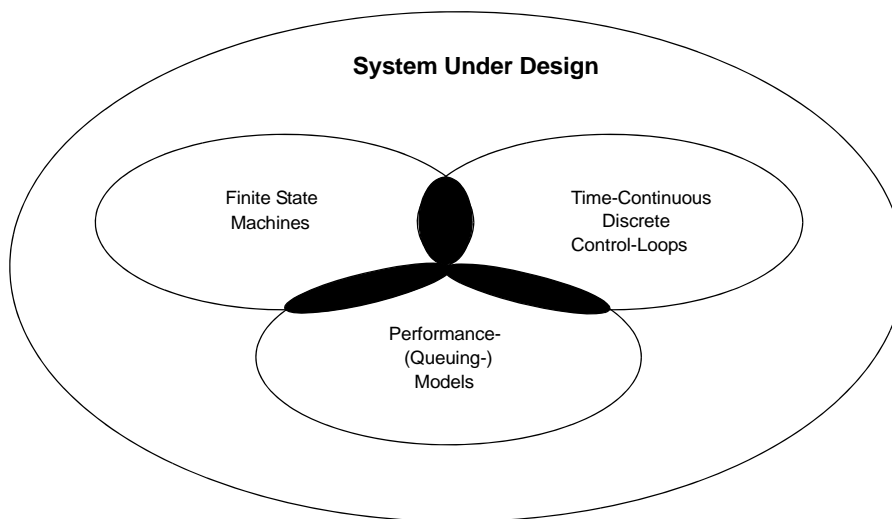 System Under Design
Finite State
Machines
Time-Continuous
Discrete
Control-Loops
Performance-
(Queuing-)
Models